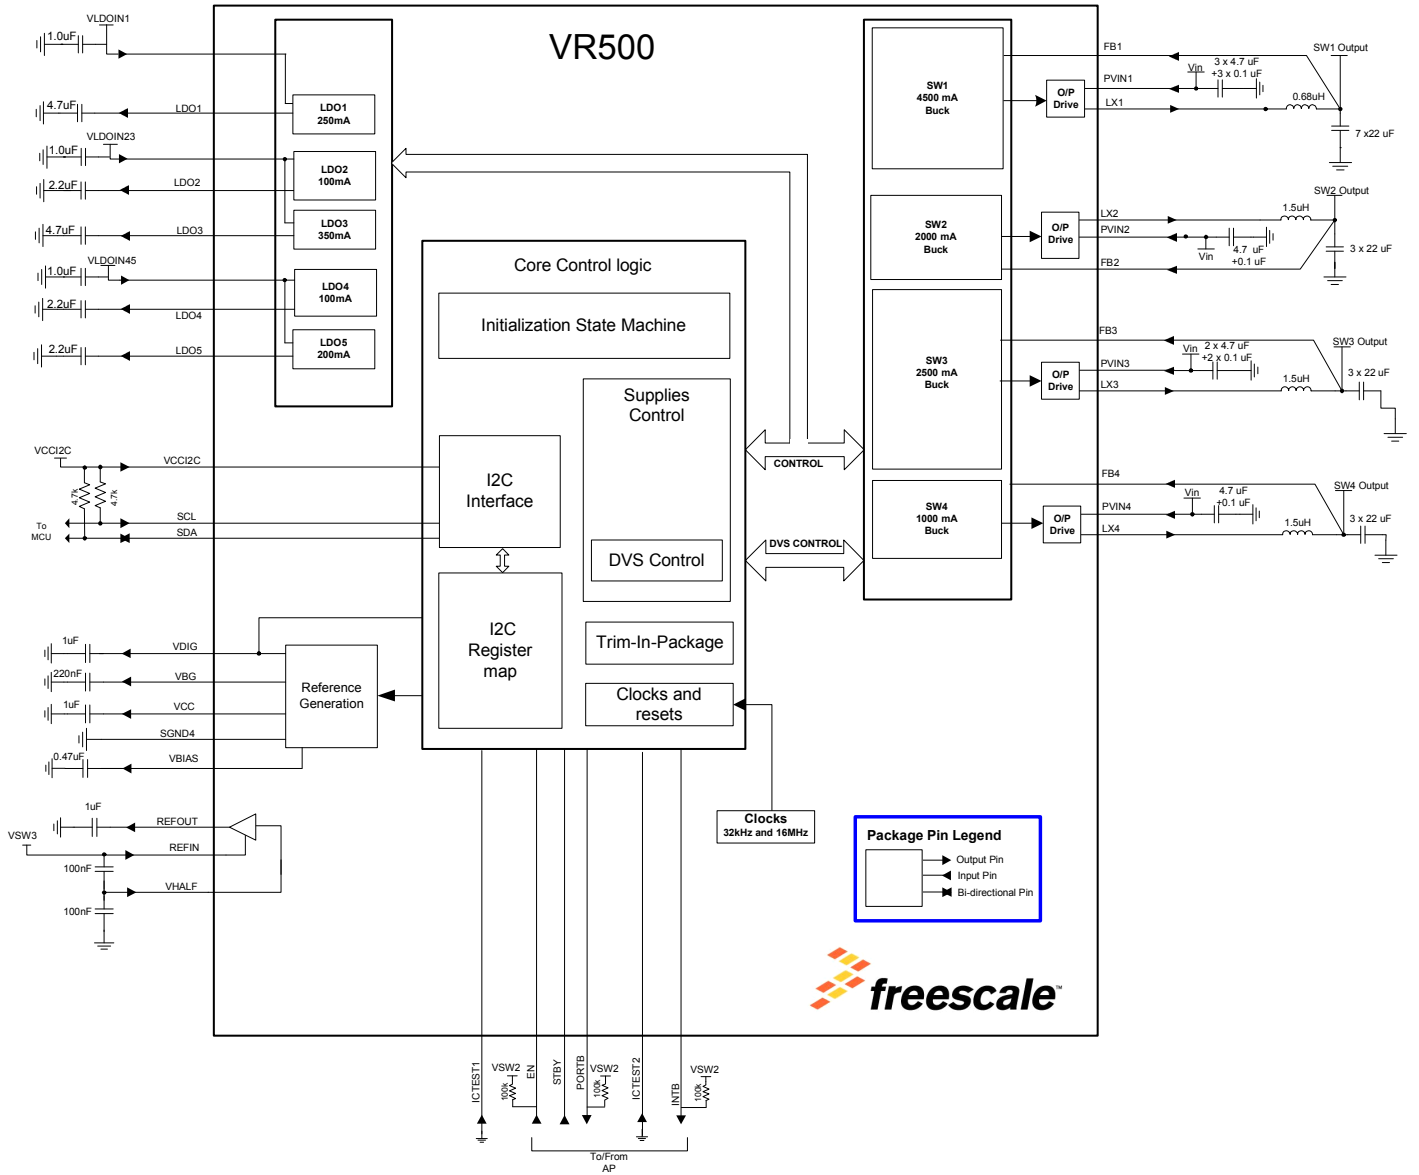 VR500
VLDOIN1
1.0uF
4.7uF
LDO1
LDO1
250mA
VLDOIN23
1.0uF
2.2uF
LDO2
LDO2
100mA
4.7uF
LDO3
LDO3
350mA
VLDOIN45
1.0uF
2.2uF
LDO4
LDO4
100mA
2.2uF
LDO5
LDO5
200mA
Core Control logic
Initialization State Machine
Supplies
Control
DVS Control
I2C
Interface
I2C
Register
map
Trim-In-Package
Clocks and
resets
Clocks
32kHz and 16MHz
CONTROL
DVS CONTROL
VCCI2C
VCCI2C
4.7k
4.7k
To
MCU
SCL
SDA
1uF
VDIG
220nF
VBG
1uF
VCC
SGND4
0.47uF
VBIAS
Reference
Generation
1uF
REFOUT
VSW3
REFIN
100nF
VHALF
100nF
SW1
4500 mA
Buck
O/P
Drive
FB1
PVIN1
LX1
Vin
3 x 4.7 uF
+3 x 0.1 uF
0.68uH
SW1 Output
7 x22 uF
SW2
2000 mA
Buck
O/P
Drive
LX2
PVIN2
FB2
Vin
4.7 uF
+0.1 uF
1.5uH
SW2 Output
3 x 22 uF
SW3
2500 mA
Buck
O/P
Drive
FB3
PVIN3
LX3
Vin
2 x 4.7 uF
+2 x 0.1 uF
1.5uH
SW3 Output
3 x 22 uF
SW4
1000 mA
Buck
O/P
Drive
FB4
PVIN4
LX4
Vin
4.7 uF
+0.1 uF
1.5uH
SW4 Output
3 x 22 uF
Package Pin Legend
Output Pin
Input Pin
Bi-directional Pin
freescale™
ICTEST1
VSW2
100k
EN
STBY
PORTB
VSW2
100k
ICTEST2
INTB
VSW2
100k
To/From
AP